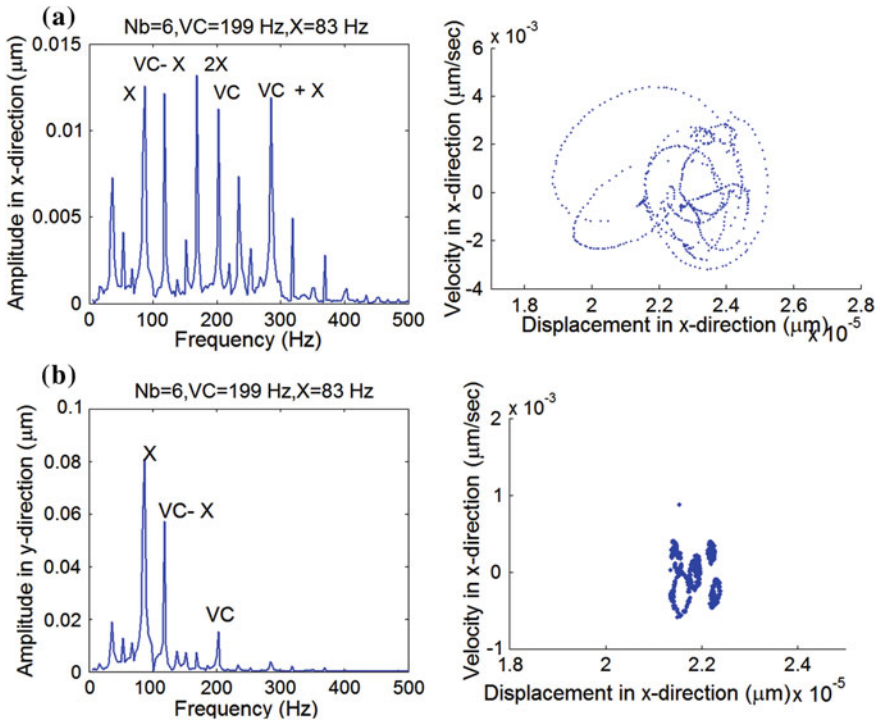 (a)
Nb=6,VC=199 Hz,X=83 Hz
Amplitude in x-direction (μm)
0.015
0.01
0.005
0
X
VC- X
2X
VC
VC + X
0 100 200 300 400 500
Frequency (Hz)
x 10⁻³
Velocity in x-direction (μm/sec)
6
4
2
0
-2
-4
2 2.2 2.4 2.6 2.8
Displacement in x-direction (μm)
x 10⁻⁵
(b)
Nb=6,VC=199 Hz,X=83 Hz
Amplitude in y-direction (μm)
0.1
0.08
0.06
0.04
0.02
0
X
VC- X
VC
0 100 200 300 400 500
Frequency (Hz)
x 10⁻³
Velocity in x-direction (μm/sec)
2
1
0
-1
1.8 2 2.2 2.4
Displacement in x-direction (μm)
x 10⁻⁵